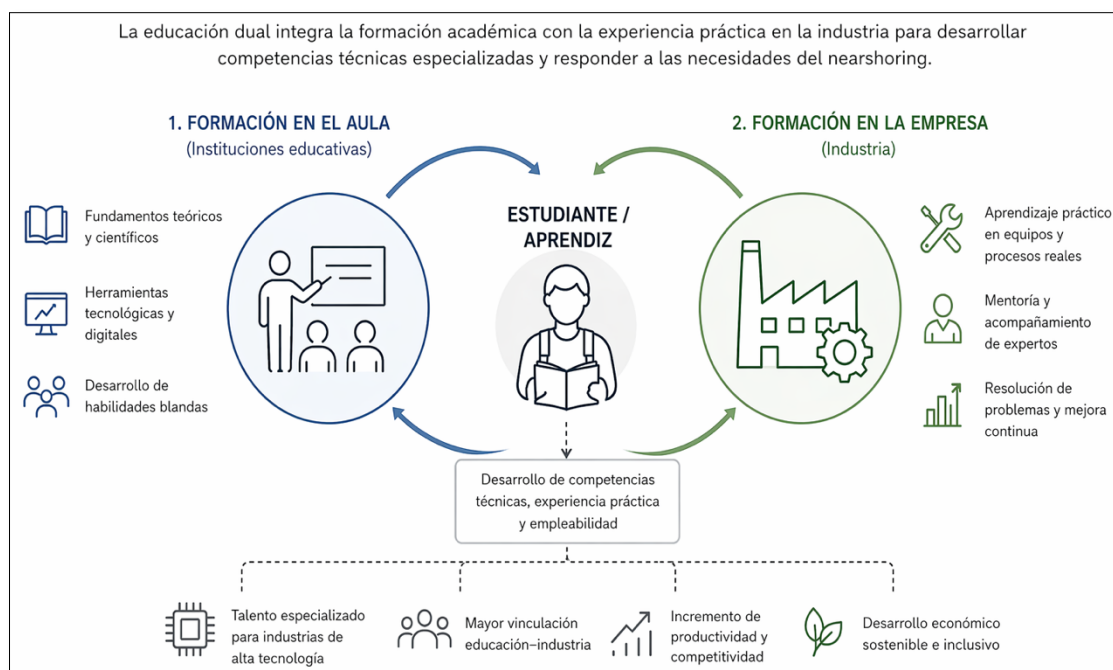 La educación dual integra la formación académica con la experiencia práctica en la industria para desarrollar
competencias técnicas especializadas y responder a las necesidades del nearshoring.
1. FORMACIÓN EN EL AULA
(Instituciones educativas)
Fundamentos teóricos
y científicos
Herramientas
tecnológicas y
digitales
Desarrollo de
habilidades blandas
ESTUDIANTE /
APRENDIZ
2. FORMACIÓN EN LA EMPRESA
(Industria)
Aprendizaje práctico
en equipos y
procesos reales
Mentoría y
acompañamiento
de expertos
Resolución de
problemas y mejora
continua
Desarrollo de competencias
técnicas, experiencia práctica
y empleabilidad
Talento especializado
para industrias de
alta tecnología
Mayor vinculación
educación–industria
Incremento de
productividad y
competitividad
Desarrollo económico
sostenible e inclusivo